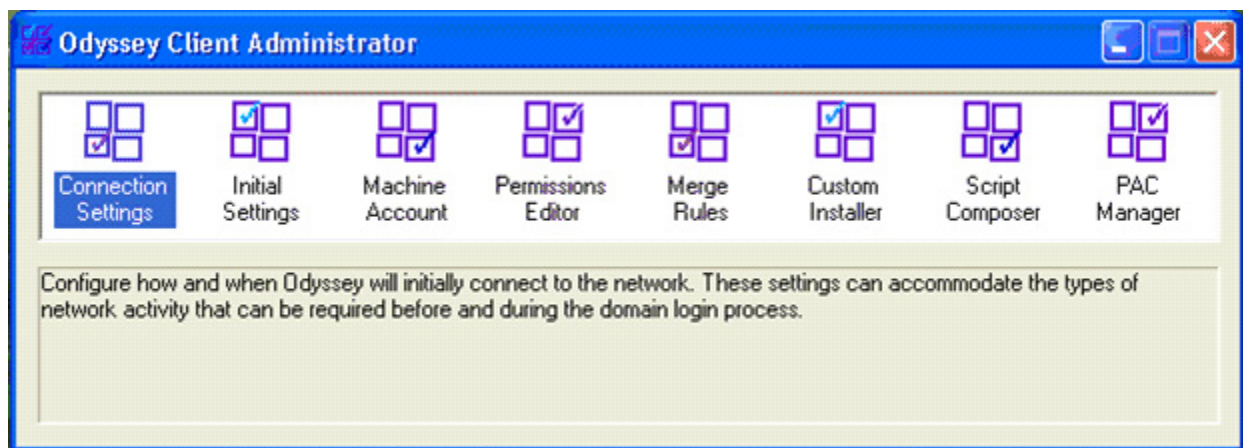 Odyssey Client Administrator
Connection Settings
Initial Settings
Machine Account
Permissions Editor
Merge Rules
Custom Installer
Script Composer
PAC Manager
Configure how and when Odyssey will initially connect to the network. These settings can accommodate the types of
network activity that can be required before and during the domain login process.